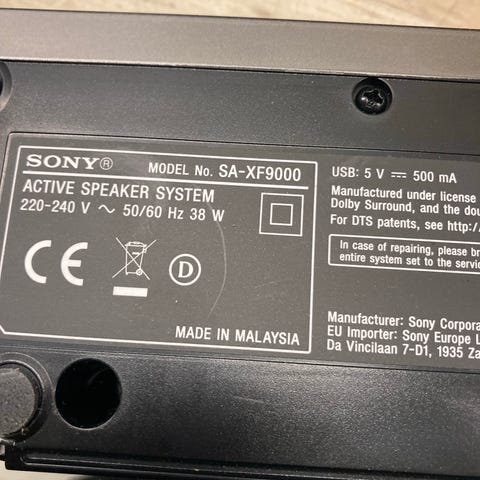 SONY® MODEL No. SA-XF9000
ACTIVE SPEAKER SYSTEM
220-240 V ~ 50/60 Hz 38 W
CE
D
MADE IN MALAYSIA
USB: 5 V ⎓ 500 mA
Manufactured under license
Dolby Surround, and the
For DTS patents, see
In case of repairing, please
entire system set to the
Manufacturer: Sony
EU Importer: Sony Europe
Da Vincilaan 7-D1, 1935